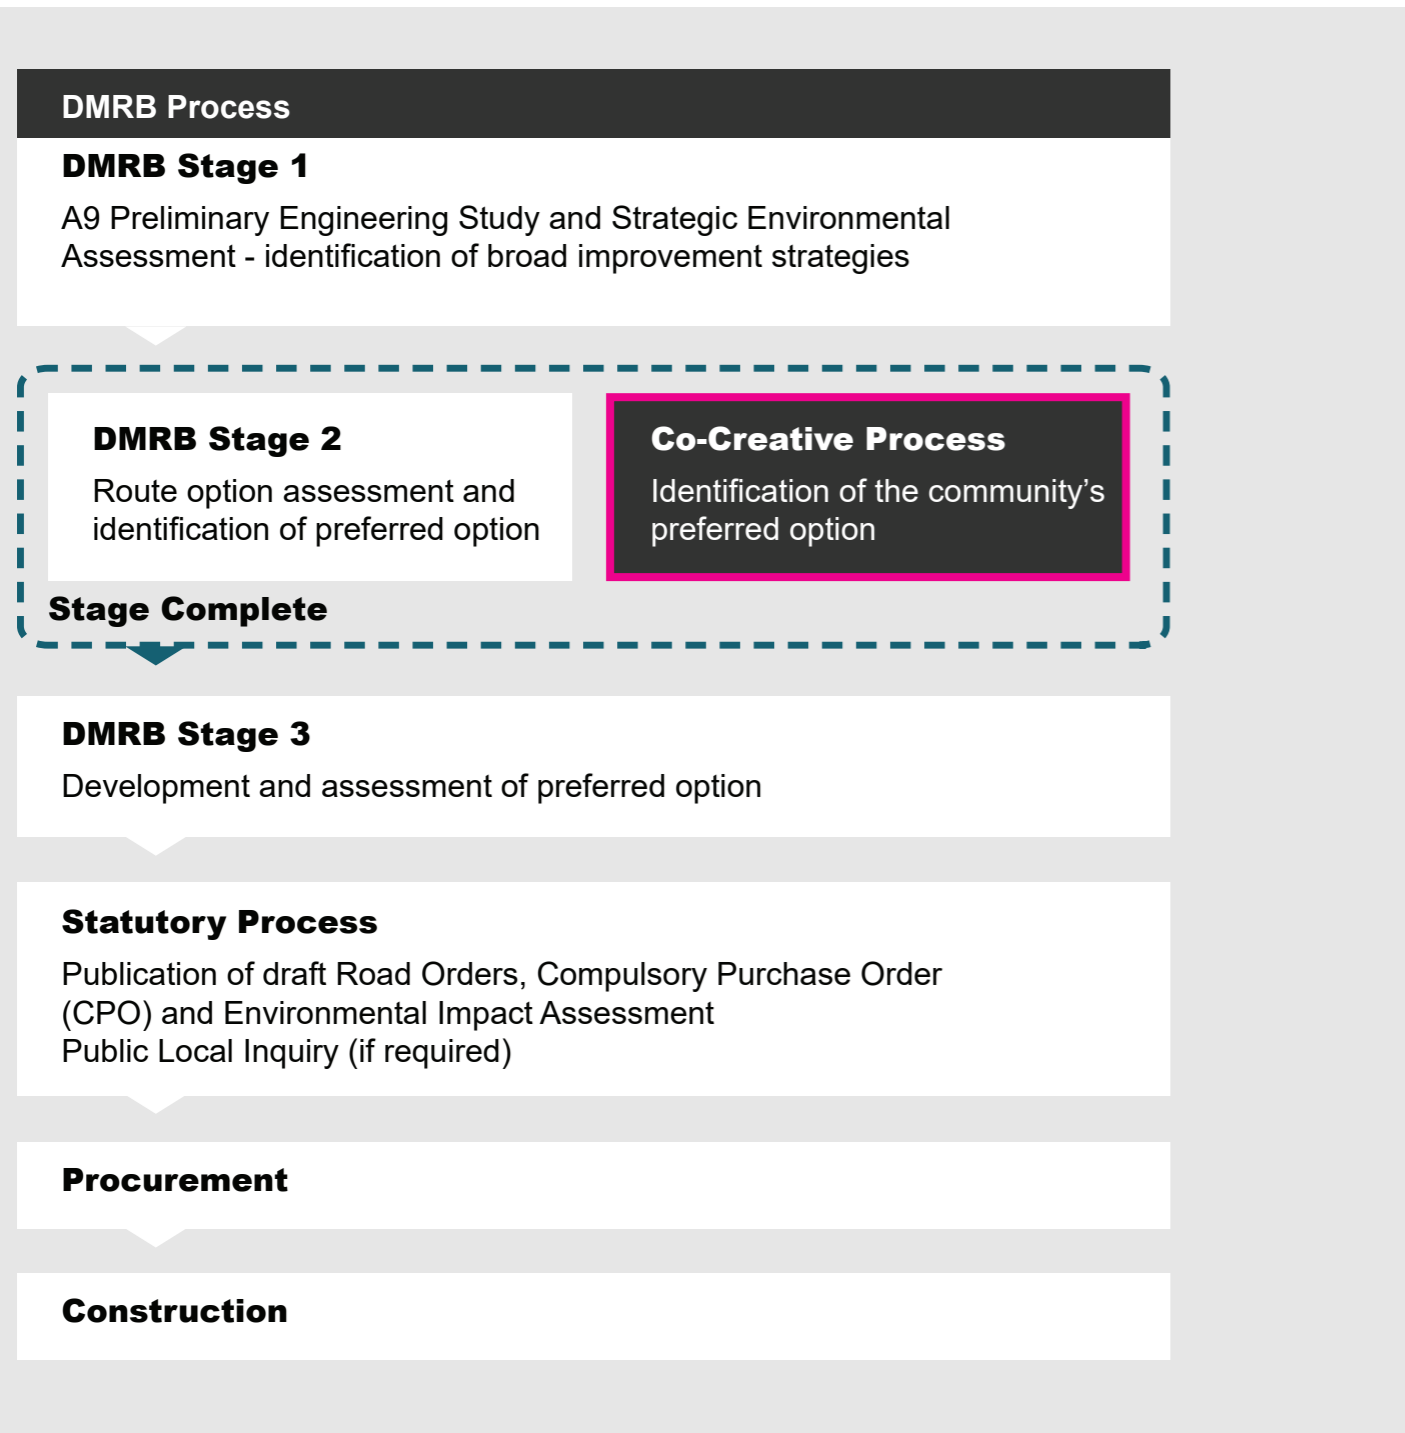 DMRB Process
DMRB Stage 1
A9 Preliminary Engineering Study and Strategic Environmental
Assessment - identification of broad improvement strategies
DMRB Stage 2
Route option assessment and
identification of preferred option
Co-Creative Process
Identification of the community’s
preferred option
Stage Complete
DMRB Stage 3
Development and assessment of preferred option
Statutory Process
Publication of draft Road Orders, Compulsory Purchase Order
(CPO) and Environmental Impact Assessment
Public Local Inquiry (if required)
Procurement
Construction